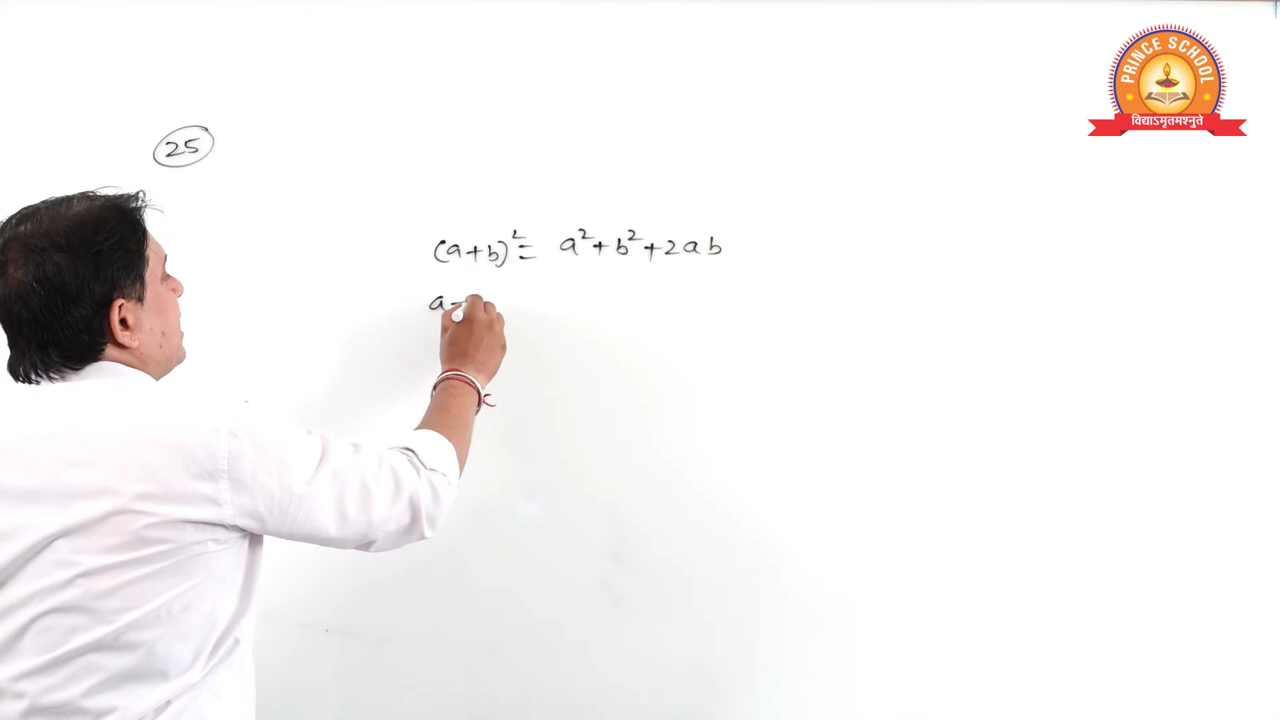 PRINCE SCHOOL
विद्याऽमृतमश्नुते
25
(a+b)² = a²+b²+2ab
a-